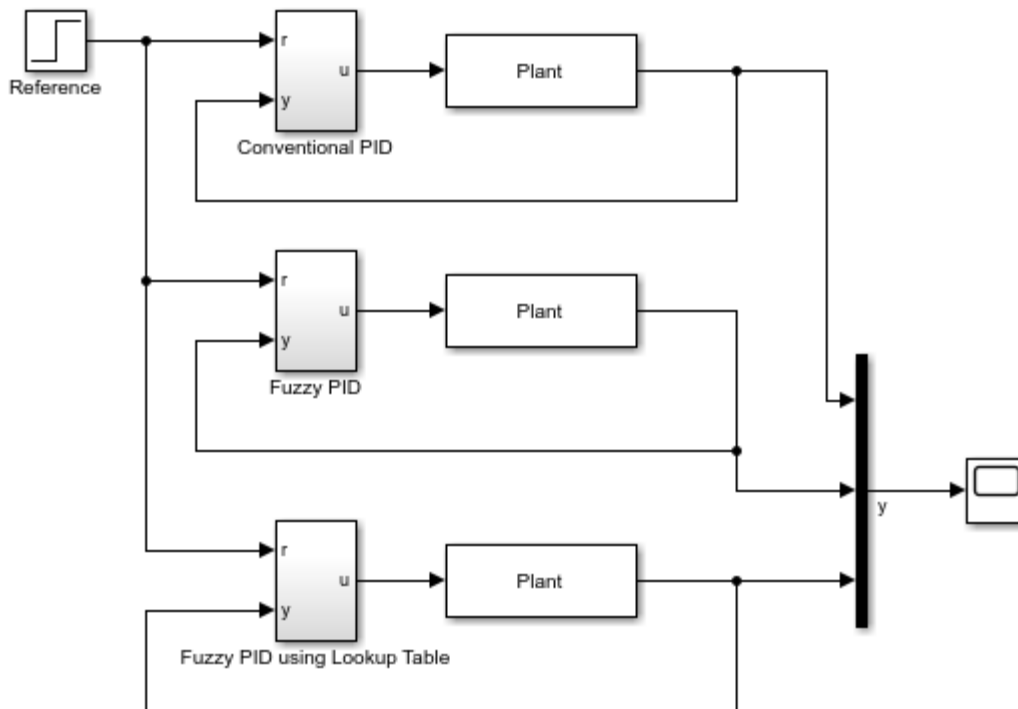 Reference
r
u
y
Plant
Conventional PID
r
u
y
Plant
Fuzzy PID
y
r
u
y
Plant
Fuzzy PID using Lookup Table